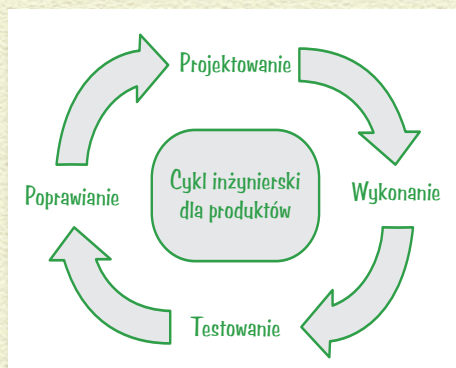 Projektowanie
Cykl inżynierski
dla produktów
Poprawianie
Wykonanie
Testowanie